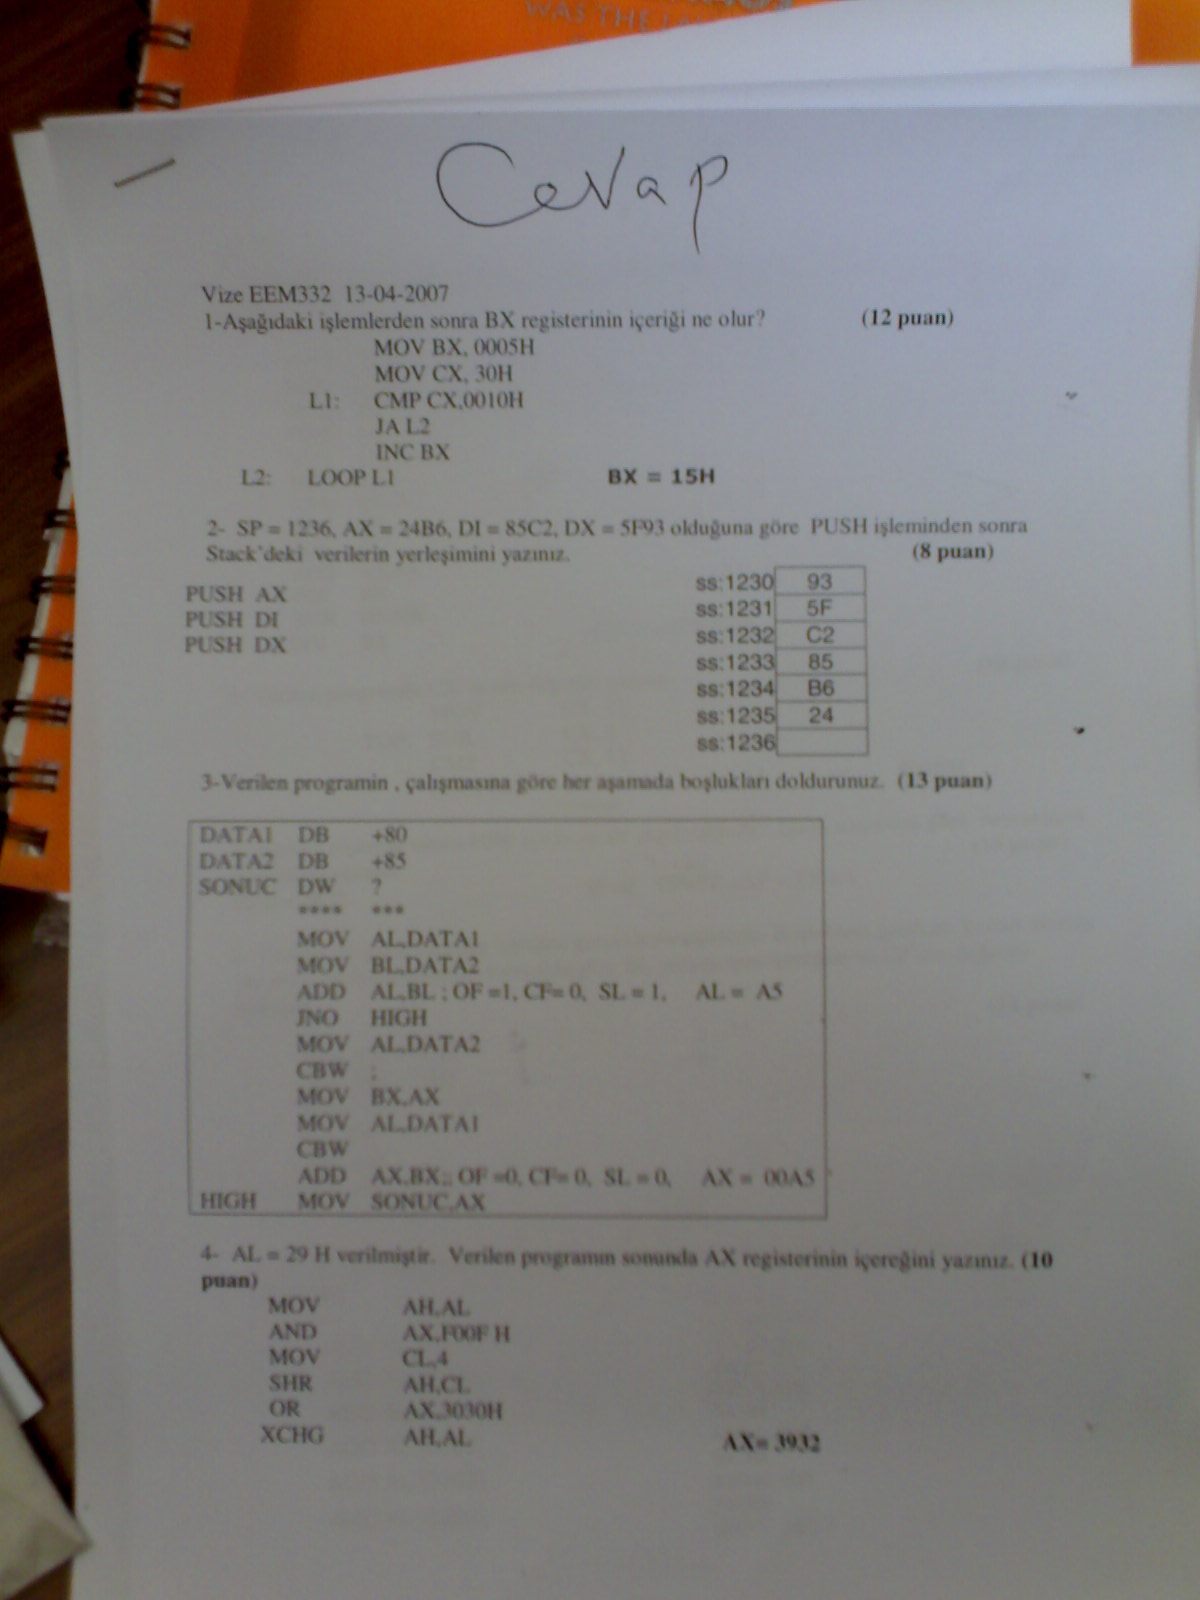 WAS THE
Cevap
Vize EEM332 13-04-2007
1-Aşağıdaki işlemlerden sonra BX registerinin içeriği ne olur? (12 puan)
MOV BX, 0005H
MOV CX, 30H
L1: CMP CX,0010H
JA L2
INC BX
L2: LOOP L1 BX = 15H
2- SP = 1236, AX = 24B6, DI = 85C2, DX = 5F93 olduğuna göre PUSH işleminden sonra
Stack'deki verilerin yerleşimini yazınız. (8 puan)
PUSH AX
PUSH DI
PUSH DX
ss:1230 93
ss:1231 5F
ss:1232 C2
ss:1233 85
ss:1234 B6
ss:1235 24
ss:1236
3-Verilen programin , çalışmasına göre her aşamada boşlukları doldurunuz. (13 puan)
DATA1 DB +80
DATA2 DB +85
SONUC DW ?
**** ***
MOV AL,DATA1
MOV BL,DATA2
ADD AL,BL ; OF =1, CF= 0, SL = 1, AL = A5
JNO HIGH
MOV AL,DATA2
CBW ;
MOV BX,AX
MOV AL,DATA1
CBW
ADD AX,BX;; OF =0, CF= 0, SL = 0, AX = 00A5
HIGH MOV SONUC,AX
4- AL = 29 H verilmiştir. Verilen programın sonunda AX registerinin içereğini yazınız. (10
puan)
MOV AH,AL
AND AX,F00F H
MOV CL,4
SHR AH,CL
OR AX,3030H
XCHG AH,AL AX= 3932